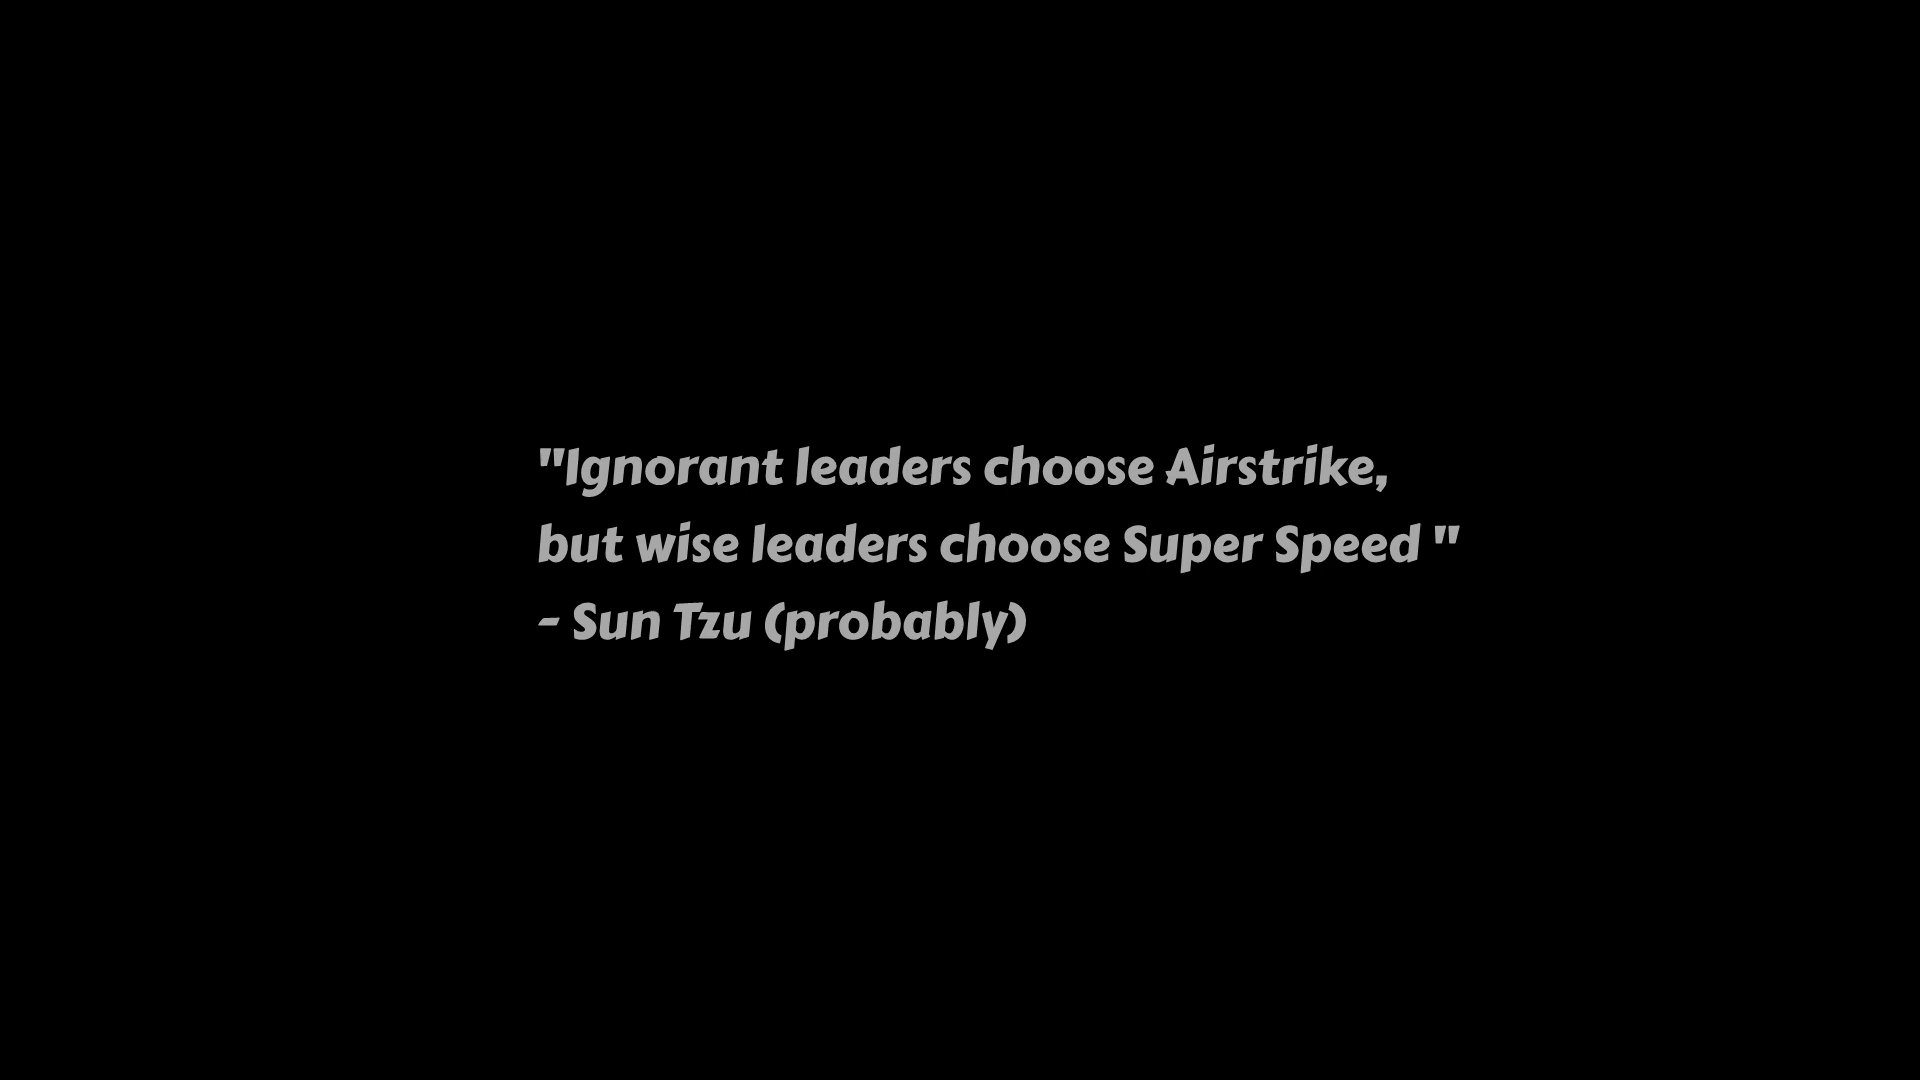 "Ignorant leaders choose Airstrike,
but wise leaders choose Super Speed "
- Sun Tzu (probably)